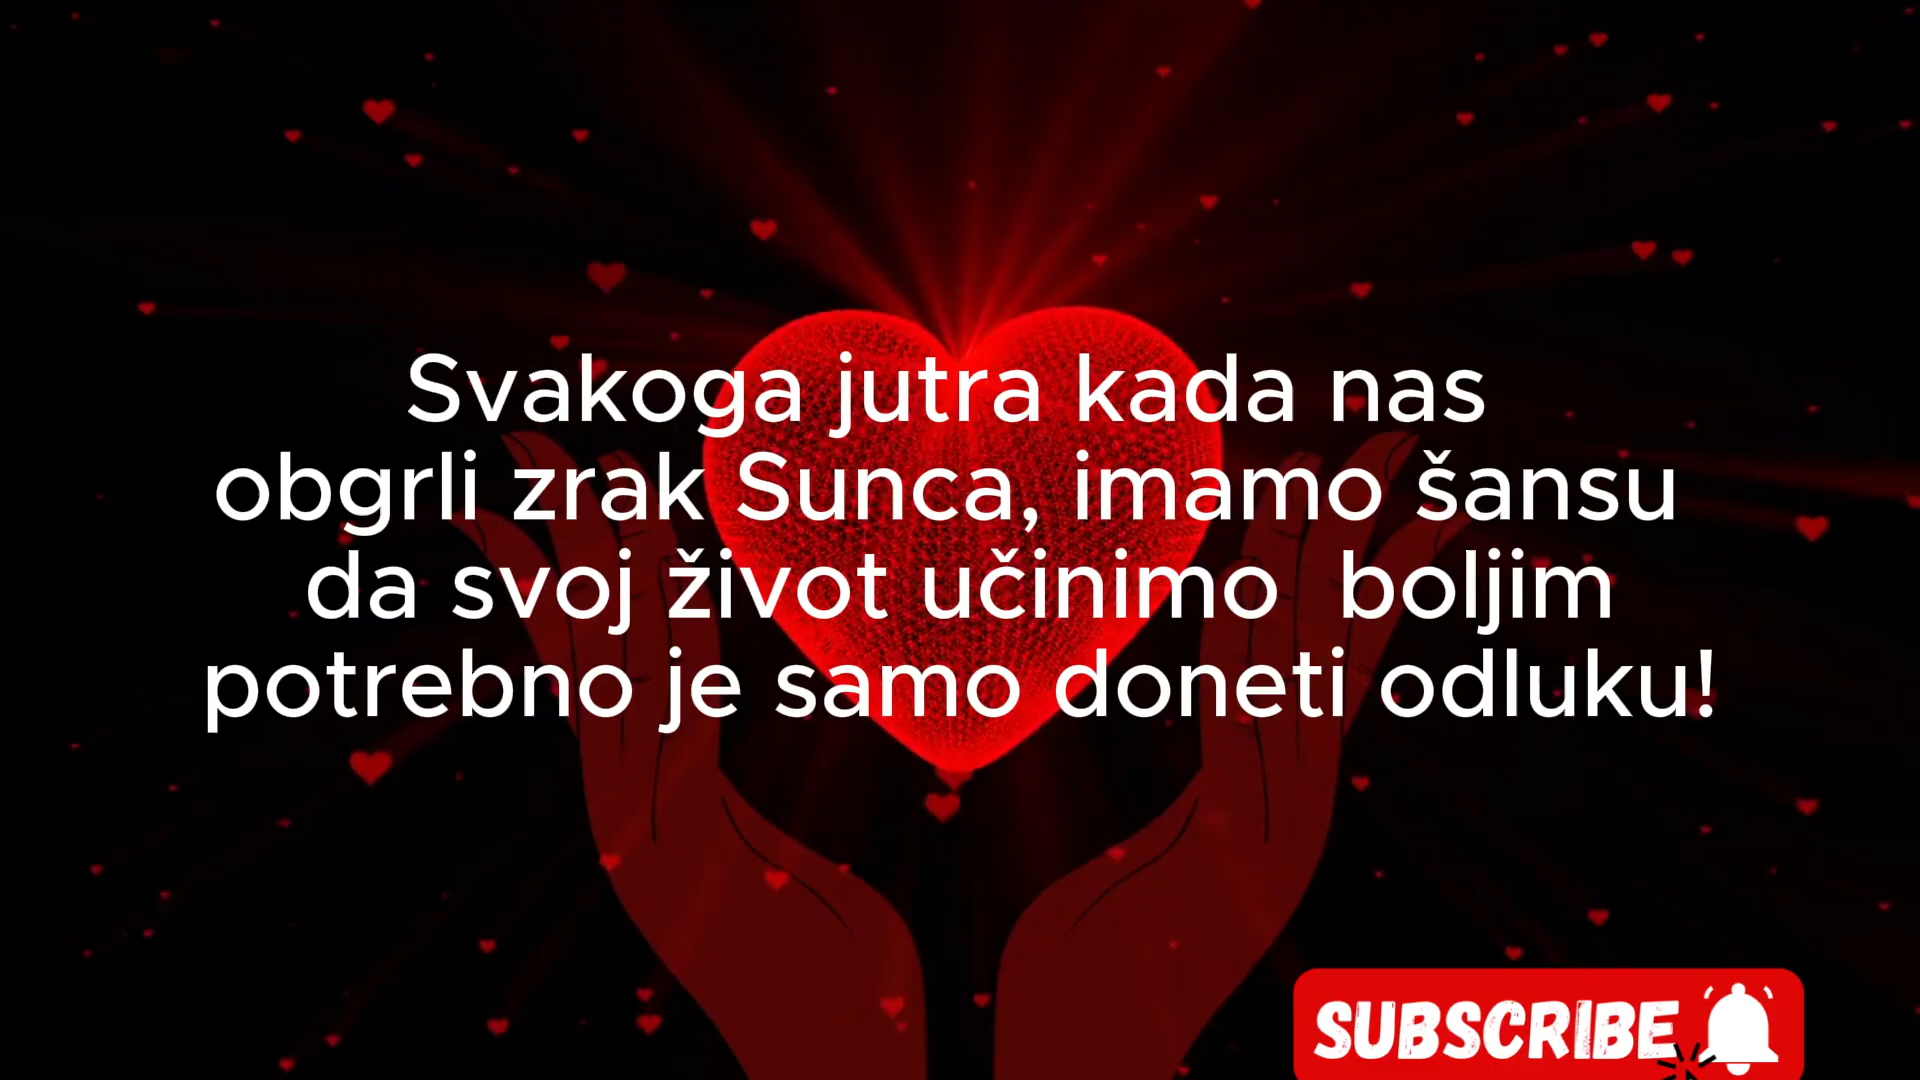 Svakoga jutra kada nas
obgrli zrak Sunca, imamo šansu
da svoj život učinimo  boljim
potrebno je samo doneti odluku!
SUBSCRIBE